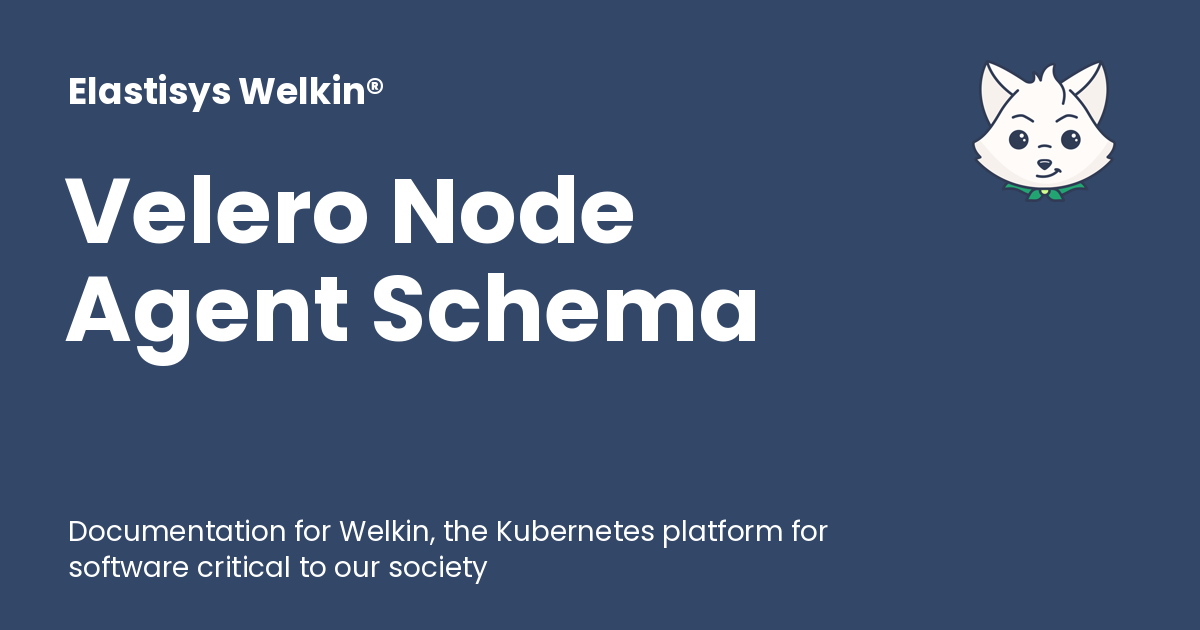 Elastisys Welkin®
Velero Node
Agent Schema
Documentation for Welkin, the Kubernetes platform for
software critical to our society